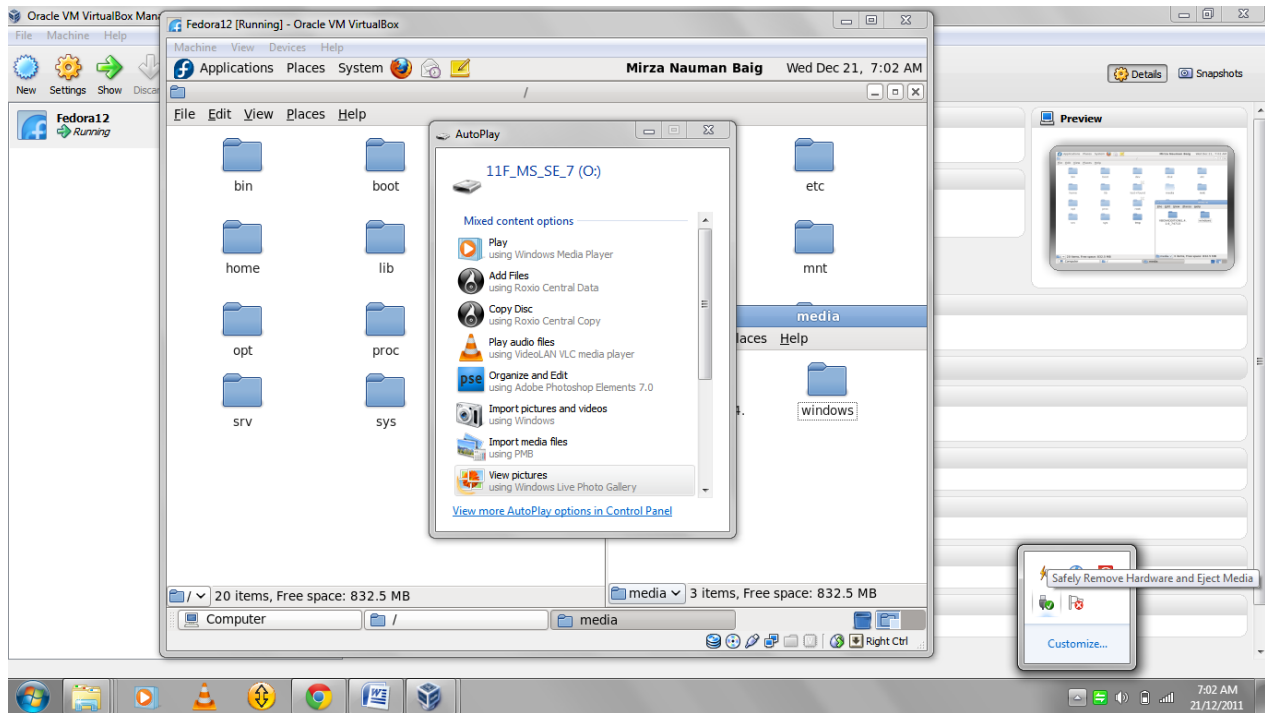 Oracle VM VirtualBox Mana
File Machine Help
New Settings Show Discar
Fedora12
Running
Fedora12 [Running] - Oracle VM VirtualBox
Machine View Devices Help
Applications Places System Mirza Nauman Baig Wed Dec 21, 7:02 AM
/
File Edit View Places Help
bin boot etc
home lib mnt
opt proc
srv sys
AutoPlay
11F_MS_SE_7 (O:)
Mixed content options
Play
using Windows Media Player
Add Files
using Roxio Central Data
Copy Disc
using Roxio Central Copy
Play audio files
using VideoLAN VLC media player
pse
Organize and Edit
using Adobe Photoshop Elements 7.0
Import pictures and videos
using Windows
Import media files
using PMB
View pictures
using Windows Live Photo Gallery
View more AutoPlay options in Control Panel
media
laces Help
4. windows
/ 20 items, Free space: 832.5 MB
media 3 items, Free space: 832.5 MB
Computer / media
Right Ctrl
Details Snapshots
Preview
Safely Remove Hardware and Eject Media
Customize...
7:02 AM
21/12/2011